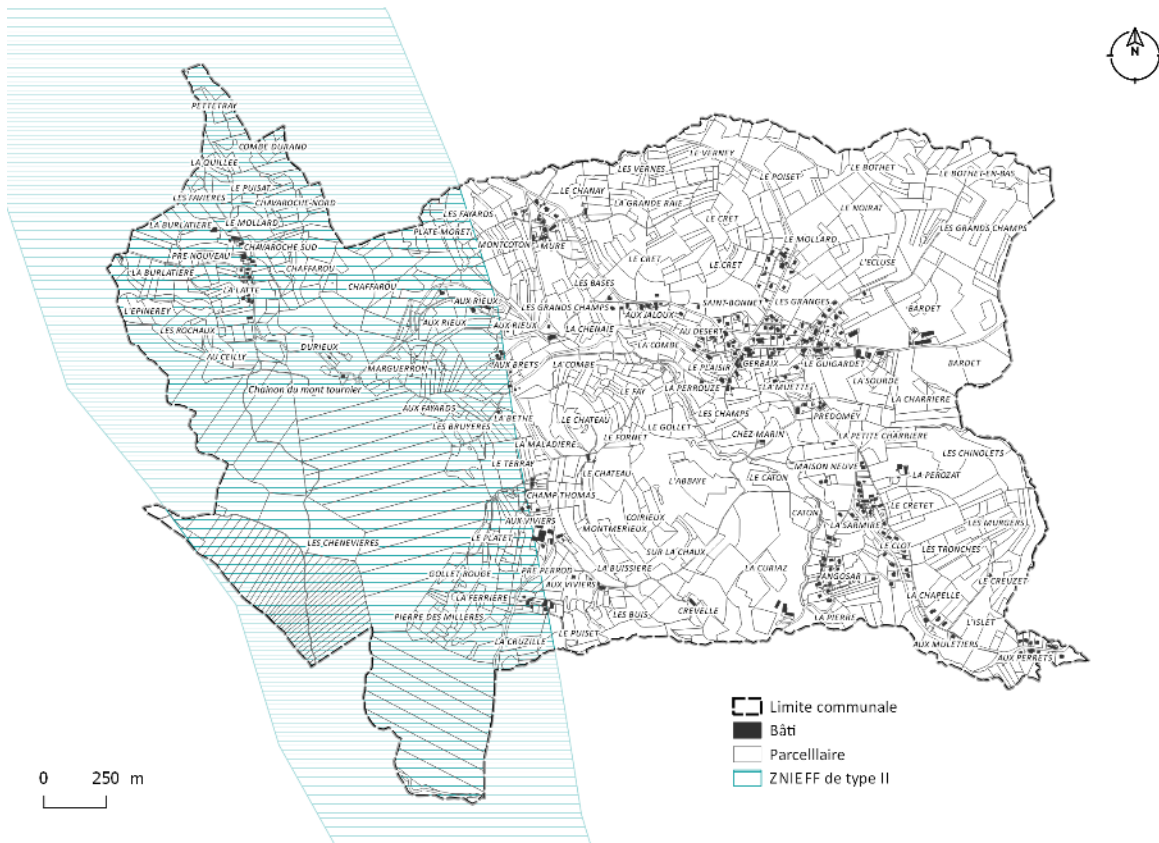 N
PETTETRAY
COMBE DURAND
LA QUILLEE
LE PUISAT
LES FAVIERES
CHAVAROCHE-NORD
LA BURLATIERE
LE MOLLARD
CHAVAROCHE SUD
PRE NOUVEAU
LA BURLATIERE
CHAFFAROU
CHAFFAROU
LA LATTE
L'EPINEREY
LES ROCHAUX
AU CEILLY
DURIEUX
MARGUERRON
Chaînon du mont tournier
LES FAYARDS
PLATE-MORET
MONTCOTON
MURE
LE CHANAY
LES VERNES
LE VERNEY
LA GRANDE RAIE
LE POISET
LE BOTHET
LE BOTHET-EN-BAS
LE CRET
LE NOIRAZ
LES GRANDS CHAMPS
LE MOLLARD
LE CRET
LE CRET
L'ECLUSE
LES BASES
AUX RIEUX
LES GRANDS CHAMPS
SAINT-BONNET
LES GRANGES
BARDET
AUX RIEUX
AUX RIEUX
AUX JALOUX
LA CHENAIE
AU DESERT
LA COMBE
AUX BRETS
LA COMBE
LE PLAISIR
GERBAIX
LE GUIGARDET
BARDET
LA PERROUZE
LA MUETTE
LA SOURDE
LE FAY
LA CHARRIERE
AUX FAYARDS
LA BETHE
LE CHATEAU
LES CHAMPS
PREDOMEY
LES BRUYERES
LE GOLLET
LE FORNET
CHEZ MARIN
LA PETITE CHARRIERE
LA MALADIERE
LES CHINOLETS
LE TERRAY
LE CHATEAU
L'ABBAYE
LE CATON
MAISON NEUVE
LA PEROZAT
CHAMP THOMAS
CATON
LE CRETET
AUX VIVIERS
COIRIEUX
MONTMERIEUX
LA SARMIRE
LES MURGERS
LES CHENEVIERES
LE PLATET
SUR LA CHAUX
LE CLOT
LES TRONCHES
GOLLET ROUGE
PRE PERROD
LA BUISSIERE
LA CURIAZ
ANGOSAR
LE CREUZET
AUX VIVIERS
LA FERRIERE
LA CHAPELLE
LES BUIS
CREVELLE
PIERRE DES MILLERES
LA PIERRE
L'ISLET
LE PUISET
LA CRUZILLE
AUX MULETIERS
AUX PERRETS
Limite communale
Bâti
Parcelllaire
ZNIEFF de type II
0 250 m